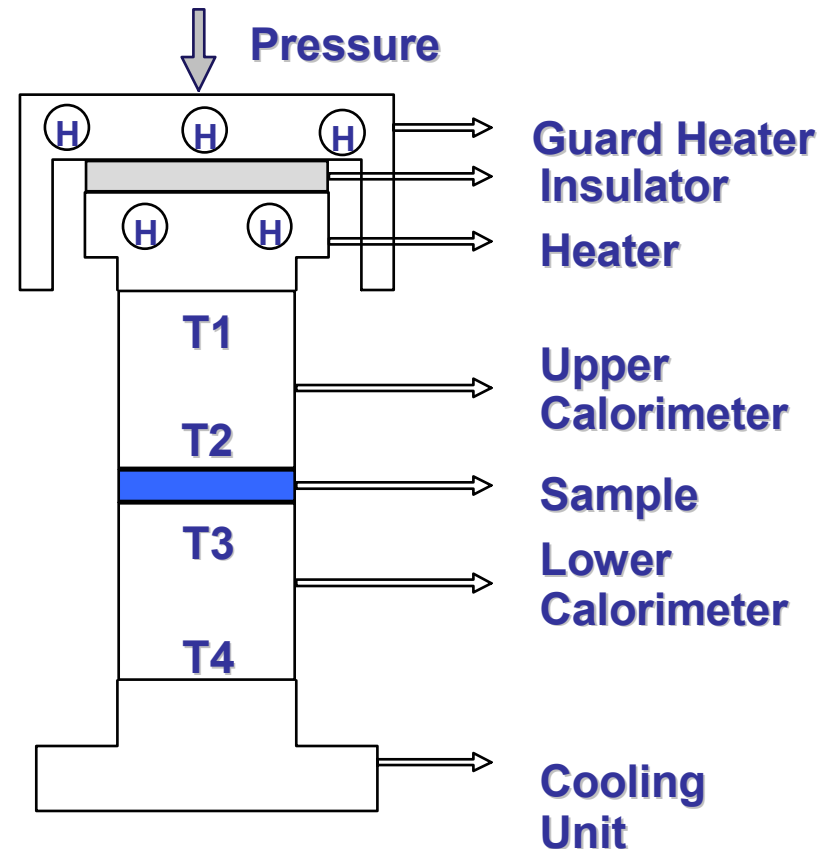 Pressure
H H H
Guard Heater
Insulator
H H
Heater
T1
Upper
Calorimeter
T2
Sample
T3
Lower
Calorimeter
T4
Cooling
Unit